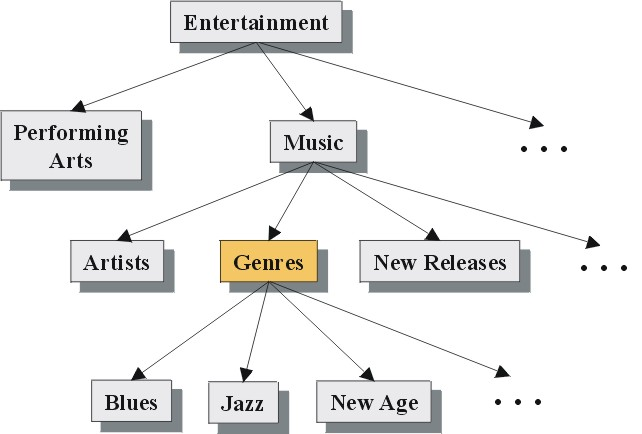 Entertainment
Performing
Arts
Music
...
Artists
Genres
New Releases
...
Blues
Jazz
New Age
...